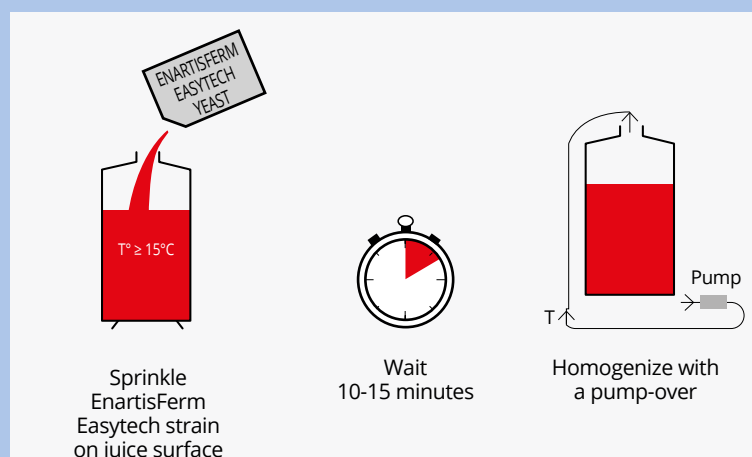 ENARTISFERM
EASYTECH
YEAST
T° ≥ 15°C
Sprinkle
EnartisFerm
Easytech strain
on juice surface
Wait
10-15 minutes
Pump
T
Homogenize with
a pump-over